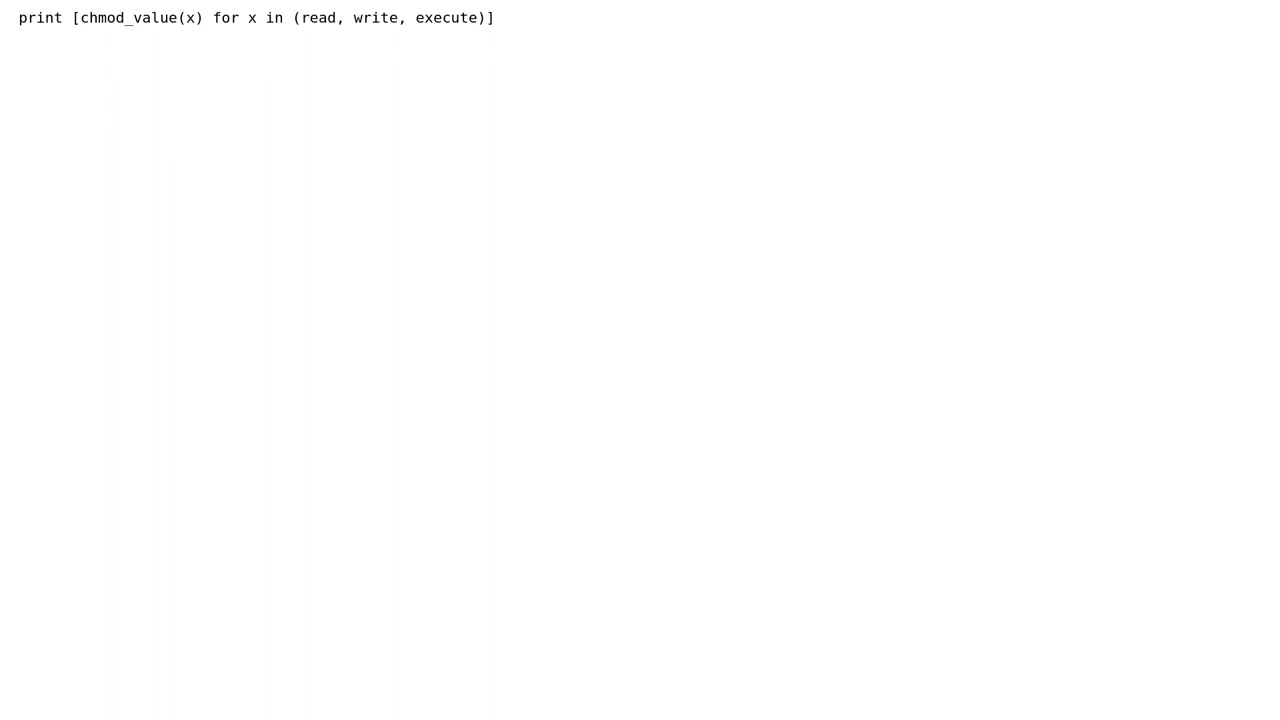 print [chmod_value(x) for x in (read, write, execute)]